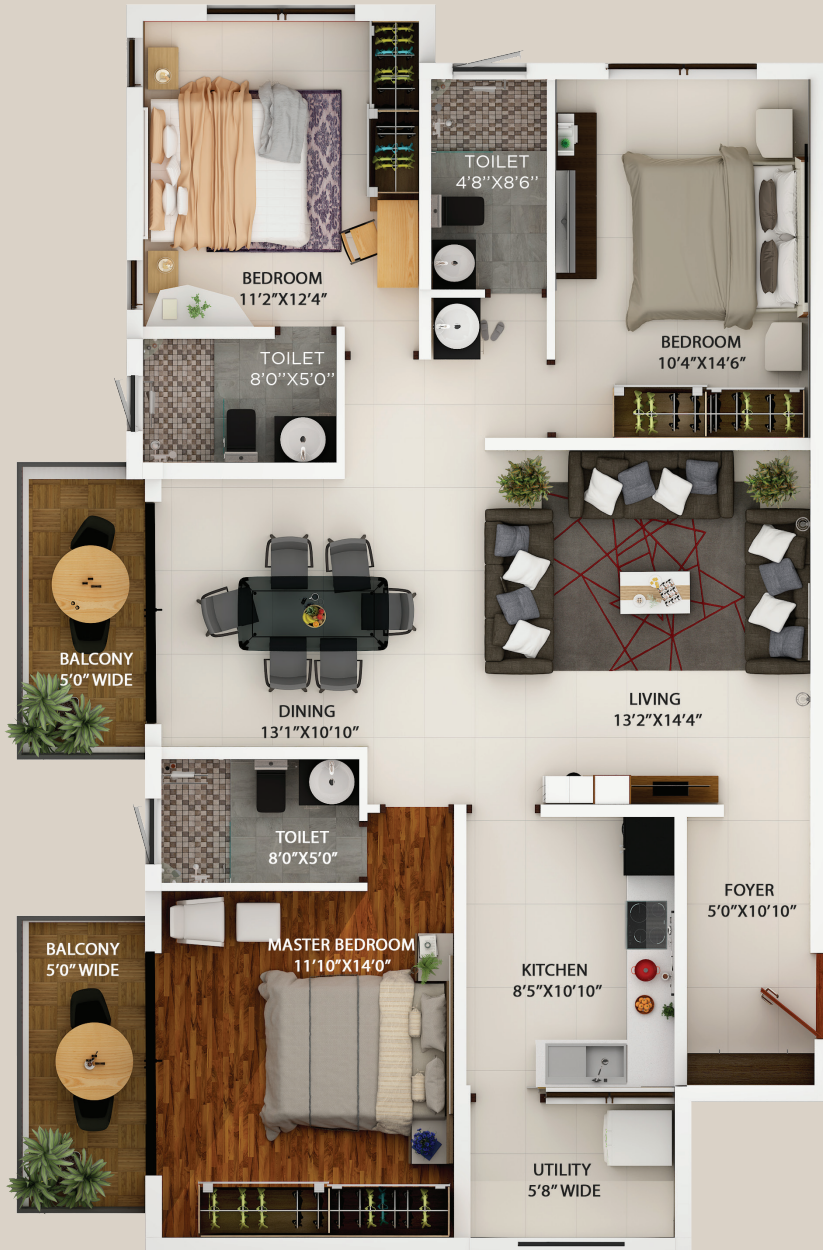 TOILET
4'8''X8'6''
BEDROOM
11'2"X12'4"
BEDROOM
10'4"X14'6"
TOILET
8'0''X5'0''
BALCONY
5'0" WIDE
DINING
13'1"X10'10"
LIVING
13'2"X14'4"
TOILET
8'0"X5'0"
FOYER
5'0"X10'10"
MASTER BEDROOM
11'10"X14'0"
BALCONY
5'0" WIDE
KITCHEN
8'5"X10'10"
UTILITY
5'8" WIDE